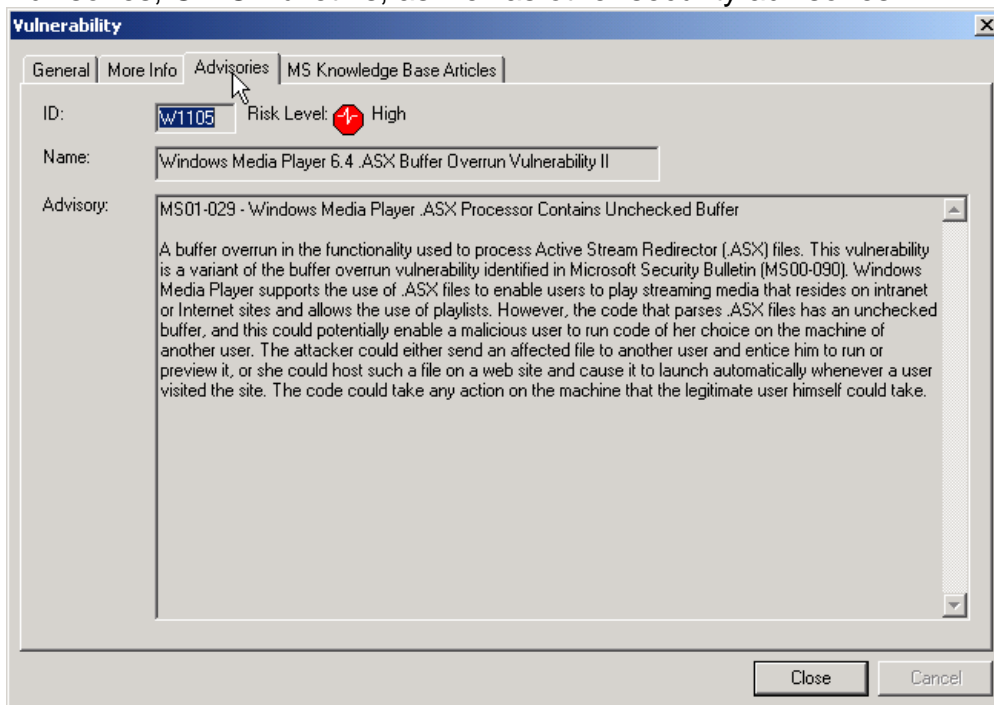 Vulnerability
General More Info Advisories MS Knowledge Base Articles
ID: W1105 Risk Level: High
Name: Windows Media Player 6.4 .ASX Buffer Overrun Vulnerability II
Advisory: MS01-029 - Windows Media Player .ASX Processor Contains Unchecked Buffer
A buffer overrun in the functionality used to process Active Stream Redirector (.ASX) files. This vulnerability
is a variant of the buffer overrun vulnerability identified in Microsoft Security Bulletin (MS00-090). Windows
Media Player supports the use of .ASX files to enable users to play streaming media that resides on intranet
or Internet sites and allows the use of playlists. However, the code that parses .ASX files has an unchecked
buffer, and this could potentially enable a malicious user to run code of her choice on the machine of
another user. The attacker could either send an affected file to another user and entice him to run or
preview it, or she could host such a file on a web site and cause it to launch automatically whenever a user
visited the site. The code could take any action on the machine that the legitimate user himself could take.
Close Cancel